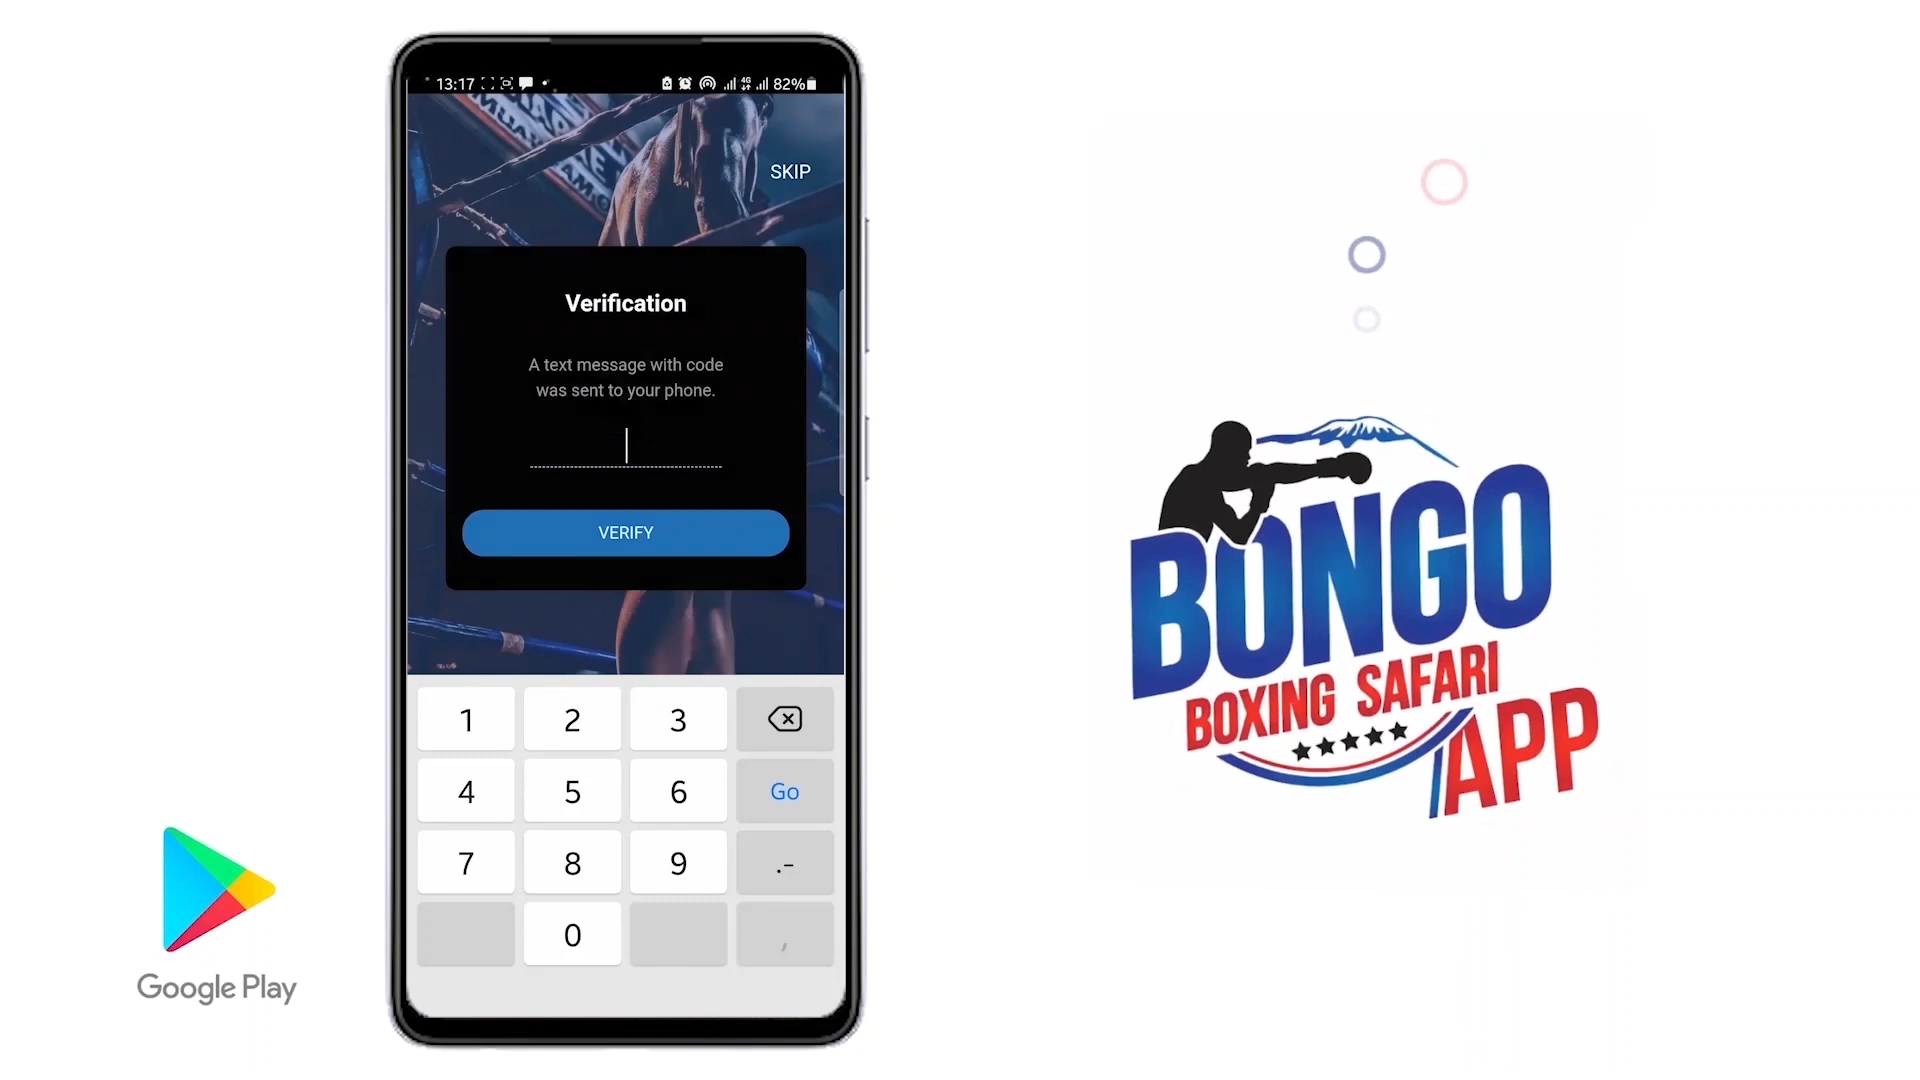 13:17
4G
82%
SKIP
Verification
A text message with code
was sent to your phone.
VERIFY
1 2 3
4 5 6 Go
7 8 9 .-
0 ,
Google Play
BONGO
BOXING SAFARI
APP